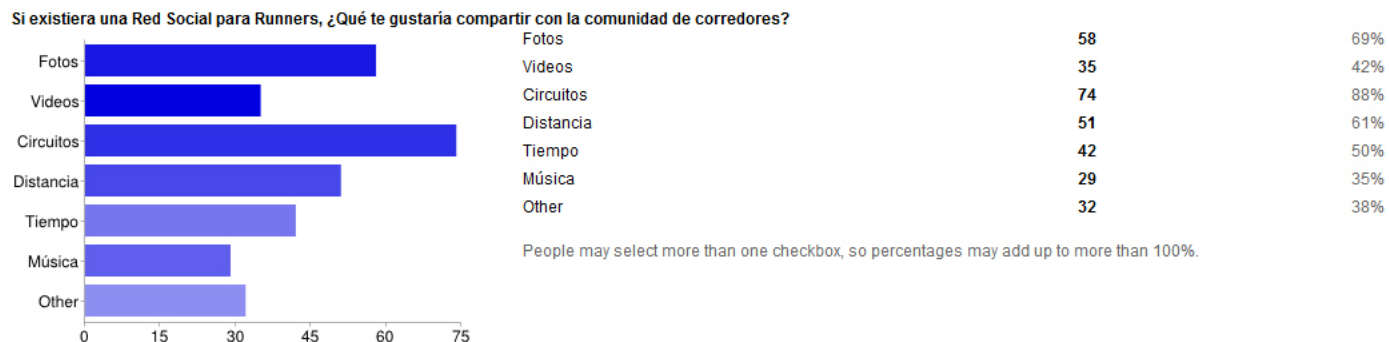 Si existiera una Red Social para Runners, ¿Qué te gustaría compartir con la comunidad de corredores?
Fotos
Videos
Circuitos
Distancia
Tiempo
Música
Other
0 15 30 45 60 75
Fotos 58 69%
Videos 35 42%
Circuitos 74 88%
Distancia 51 61%
Tiempo 42 50%
Música 29 35%
Other 32 38%
People may select more than one checkbox, so percentages may add up to more than 100%.